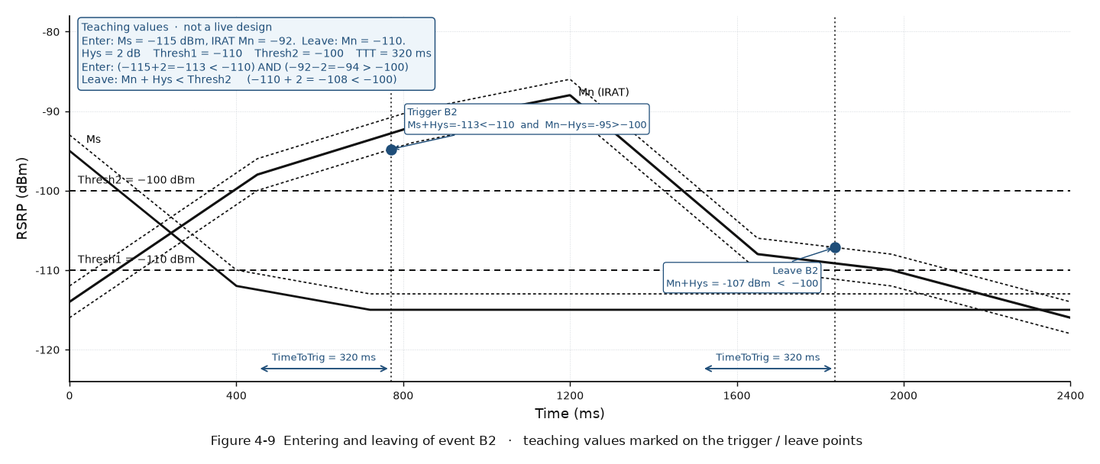 Teaching values · not a live design
Enter: Ms = −115 dBm, IRAT Mn = −92. Leave: Mn = −110.
Hys = 2 dB Thresh1 = −110 Thresh2 = −100 TTT = 320 ms
Enter: (−115+2=−113 < −110) AND (−92−2=−94 > −100)
Leave: Mn + Hys < Thresh2 (−110 + 2 = −108 < −100)
Mn (IRAT)
Trigger B2
Ms+Hys=-113<−110 and Mn−Hys=-95>−100
Ms
Thresh2 = −100 dBm
Thresh1 = −110 dBm
Leave B2
Mn+Hys = -107 dBm < −100
TimeToTrig = 320 ms
TimeToTrig = 320 ms
RSRP (dBm)
-80
-90
-100
-110
-120
0 400 800 1200 1600 2000 2400
Time (ms)
Figure 4-9 Entering and leaving of event B2 · teaching values marked on the trigger / leave points